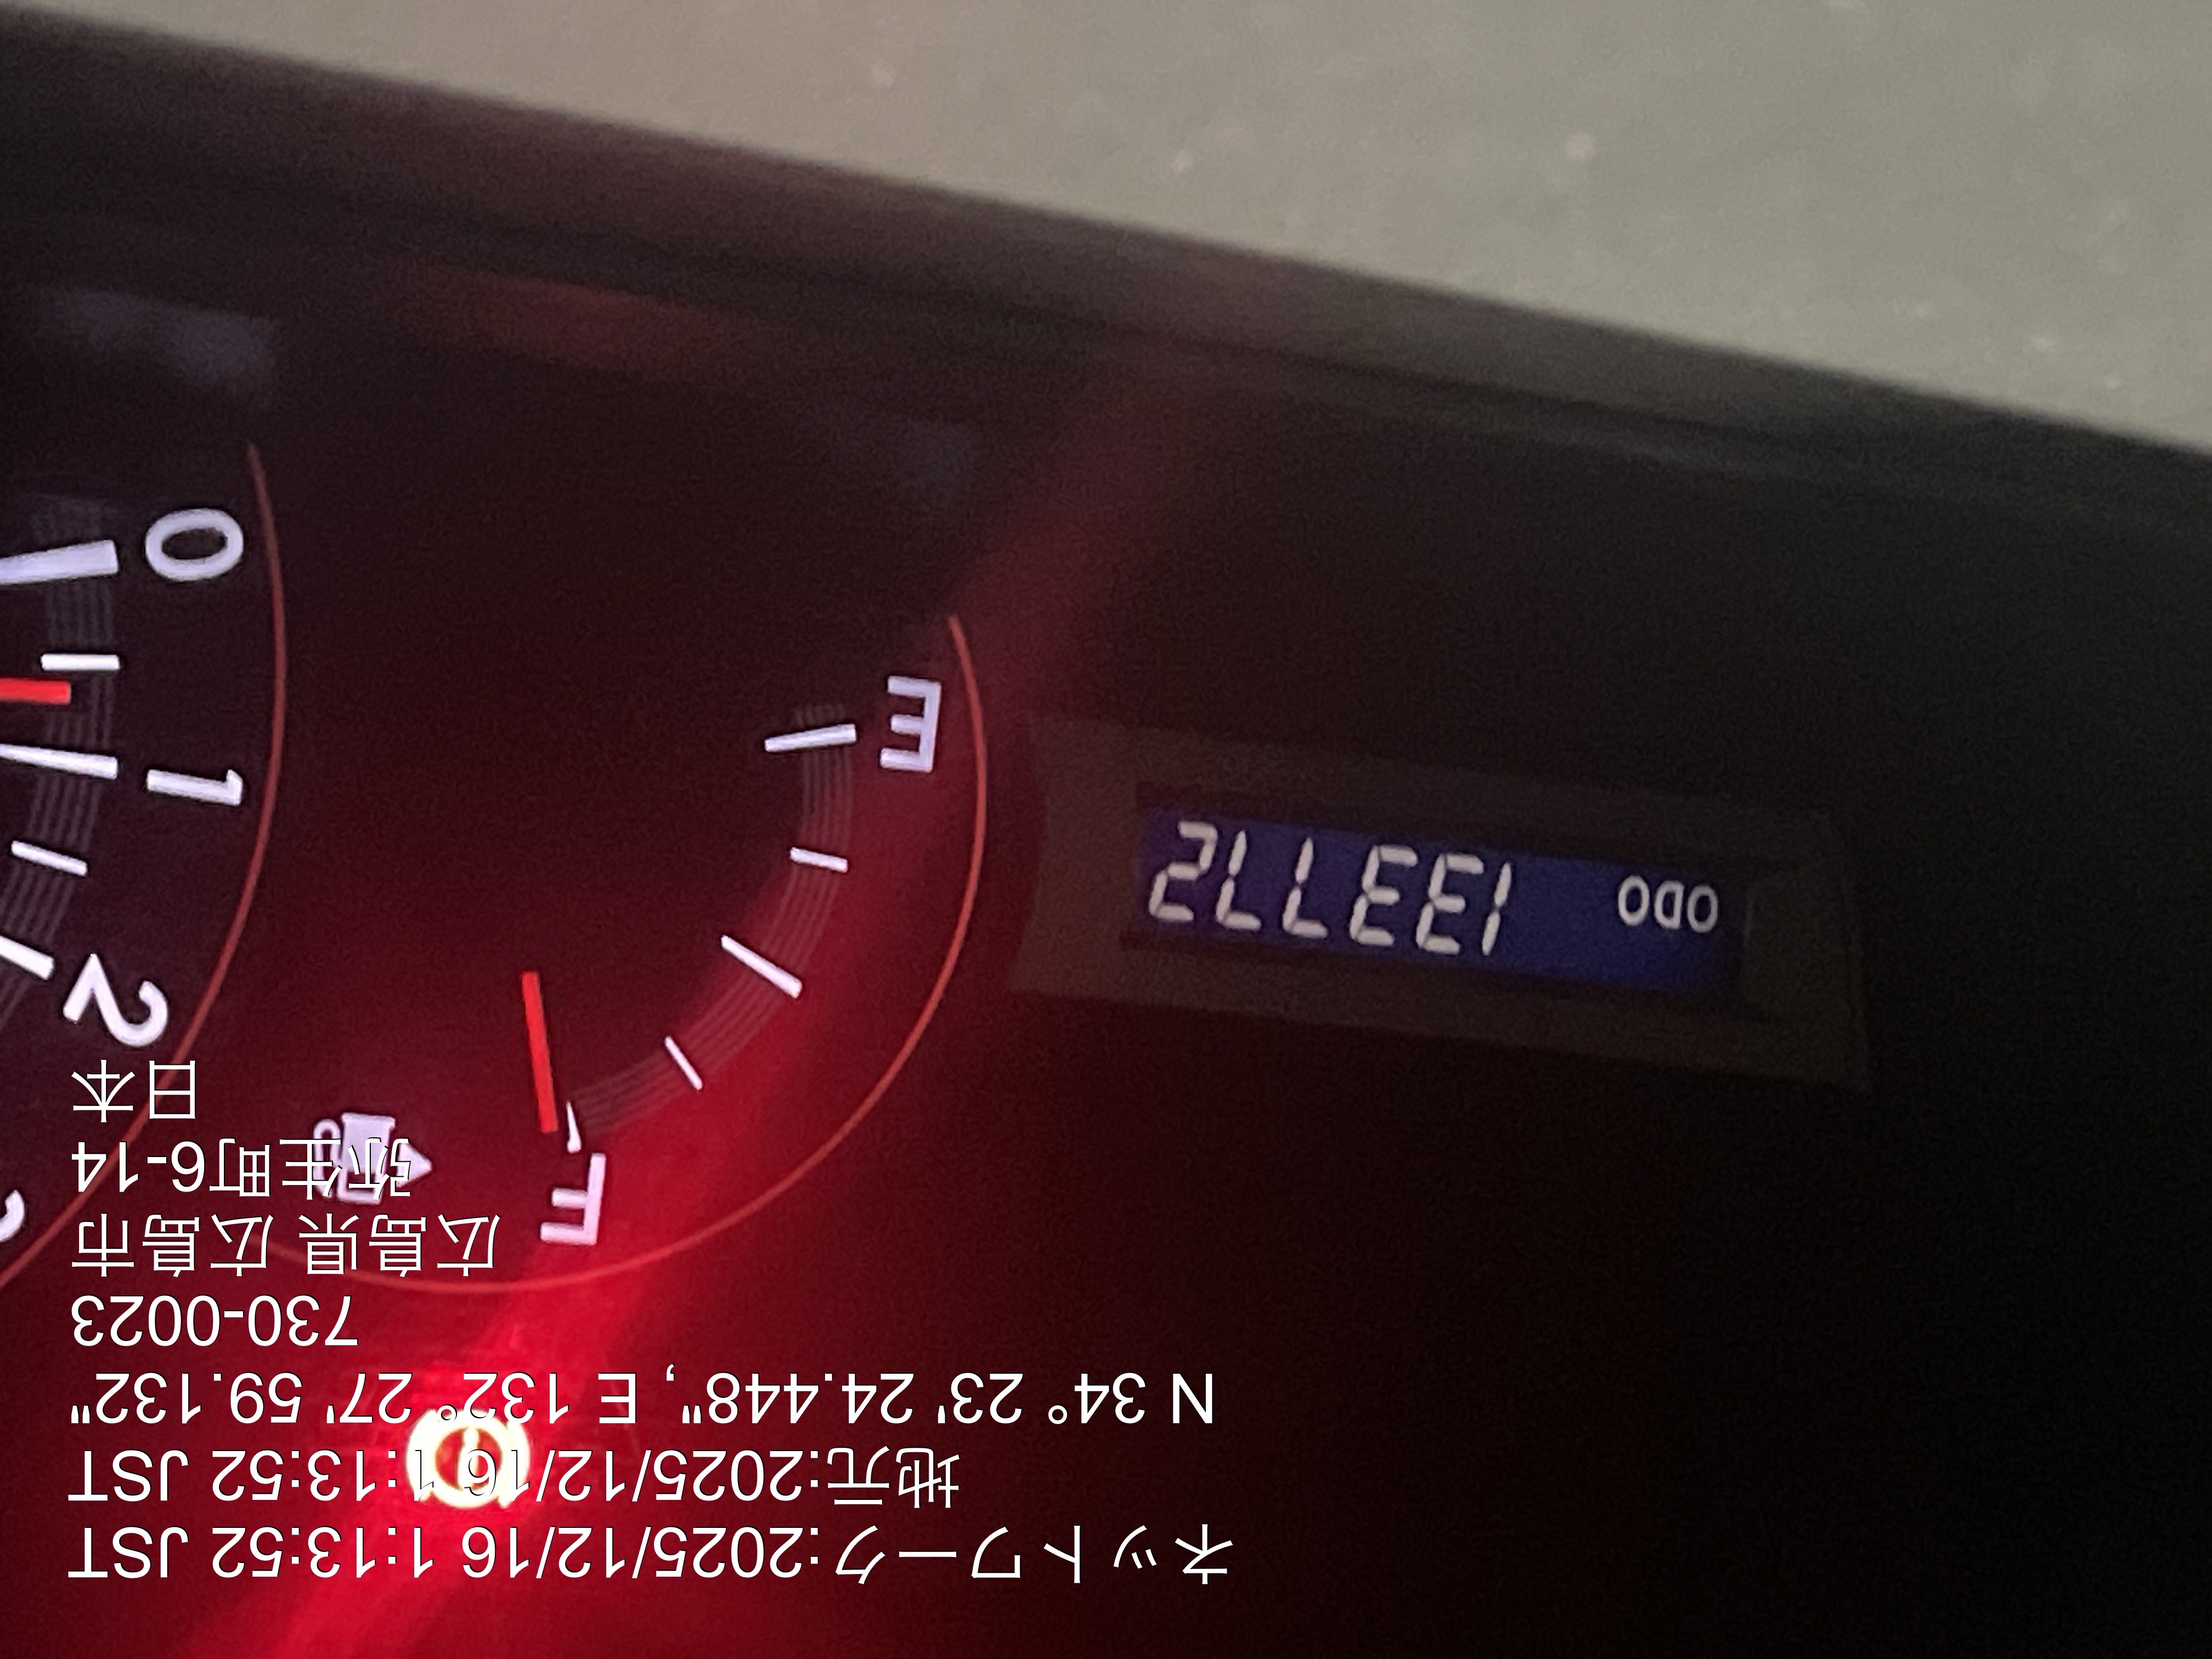 ネットワーク:2025/12/16 1:13:52 JST
地元:2025/12/16 1:13:52 JST
N 34° 23' 24.448", E 132° 27' 59.132"
730-0023
広島県 広島市
弥生町6-14
日本
F
E
2
1
0
ODO 133772